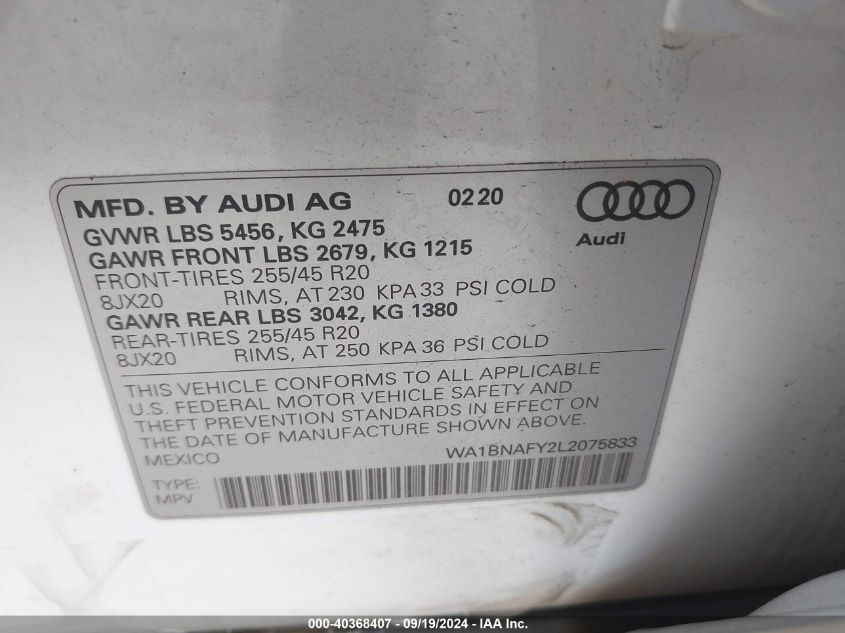 MFD. BY AUDI AG 02 20
Audi
GVWR LBS 5456, KG 2475
GAWR FRONT LBS 2679, KG 1215
FRONT-TIRES 255/45 R20
8JX20 RIMS, AT 230 KPA 33 PSI COLD
GAWR REAR LBS 3042, KG 1380
REAR-TIRES 255/45 R20
8JX20 RIMS, AT 250 KPA 36 PSI COLD
THIS VEHICLE CONFORMS TO ALL APPLICABLE
U.S. FEDERAL MOTOR VEHICLE SAFETY AND
THEFT PREVENTION STANDARDS IN EFFECT ON
THE DATE OF MANUFACTURE SHOWN ABOVE.
MEXICO WA1BNAFY2L2075833
TYPE:
MPV
000-40368407 - 09/19/2024 - IAA Inc.